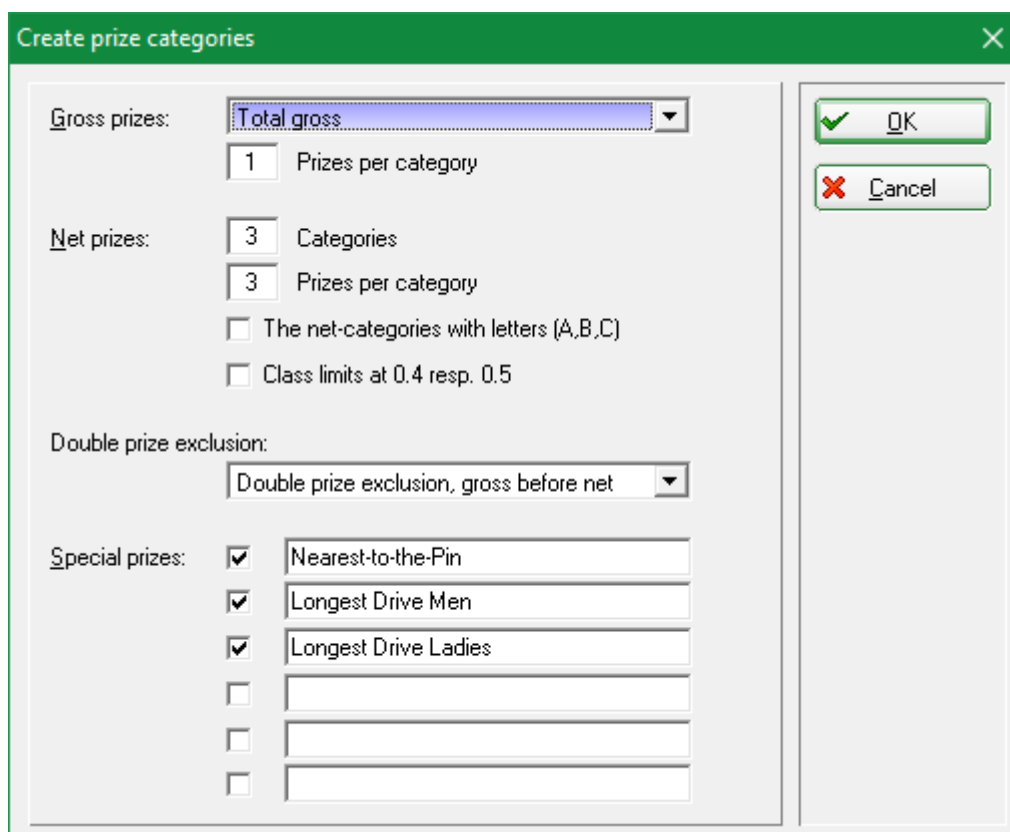 Create prize categories
Gross prizes: Total gross
1 Prizes per category
OK
Cancel
Net prizes: 3 Categories
3 Prizes per category
The net-categories with letters (A,B,C)
Class limits at 0.4 resp. 0.5
Double prize exclusion:
Double prize exclusion, gross before net
Special prizes: Nearest-to-the-Pin
Longest Drive Men
Longest Drive Ladies